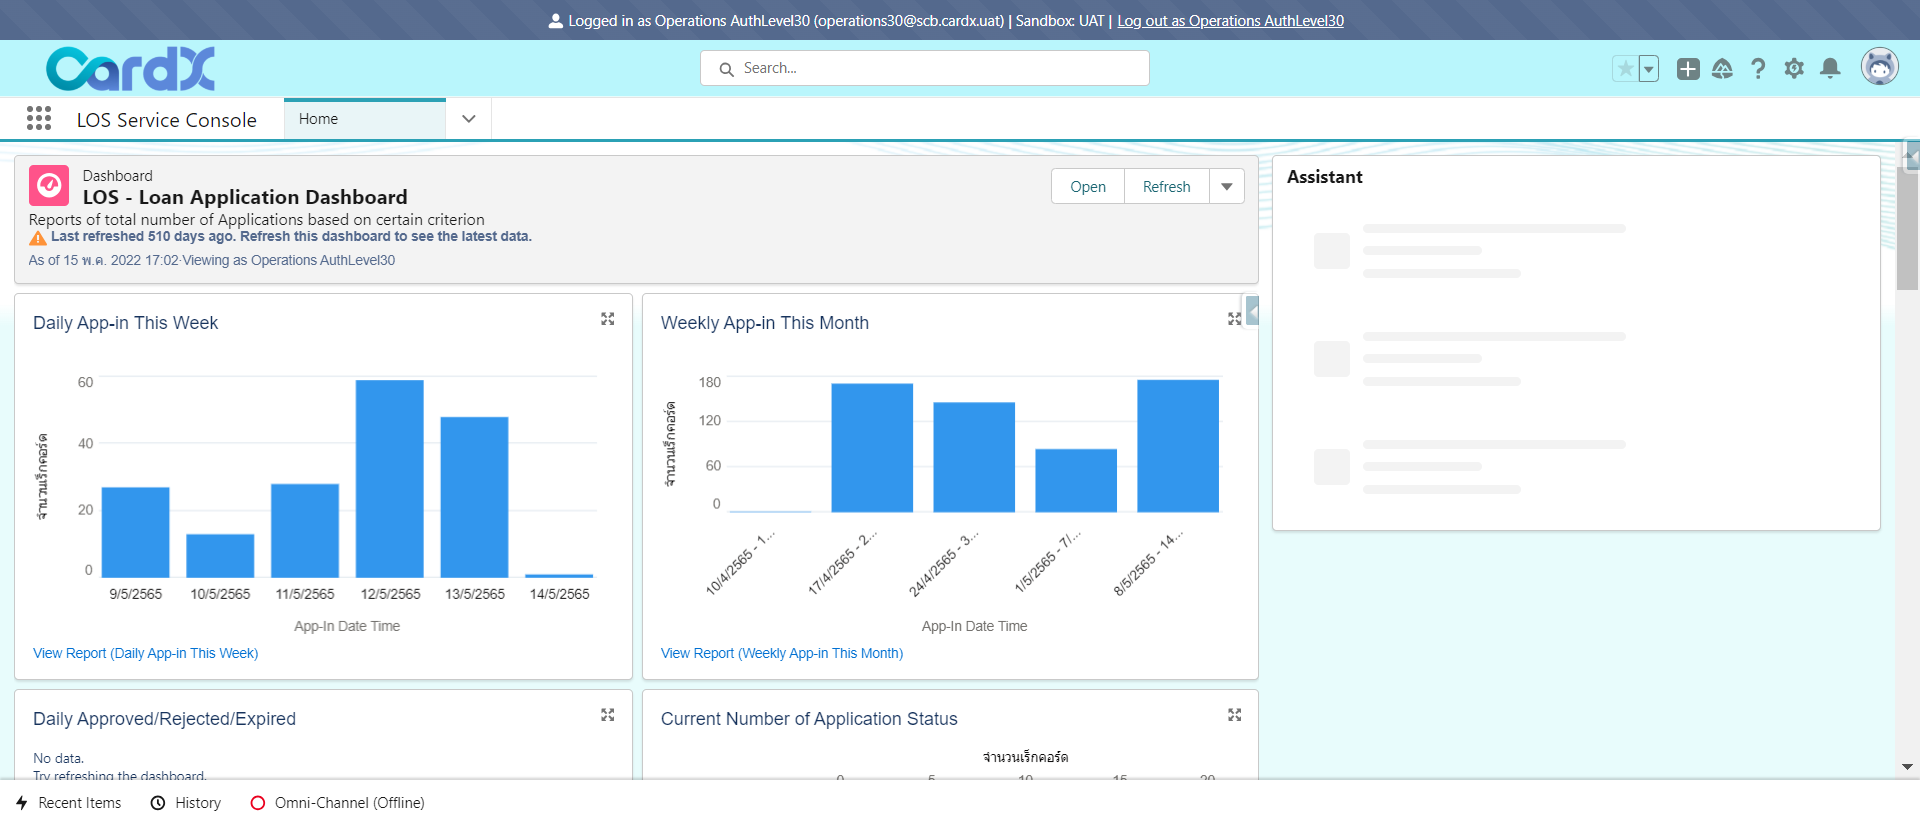 Logged in as Operations AuthLevel30 (operations30@scb.cardx.uat) | Sandbox: UAT | Log out as Operations AuthLevel30
CardX
Search...
LOS Service Console
Home
Dashboard
LOS - Loan Application Dashboard
Reports of total number of Applications based on certain criterion
Last refreshed 510 days ago. Refresh this dashboard to see the latest data.
As of 15 พ.ค. 2022 17:02·Viewing as Operations AuthLevel30
Open
Refresh
Assistant
Daily App-in This Week
60
40
20
0
จำนวนเร็กคอร์ด
9/5/2565 10/5/2565 11/5/2565 12/5/2565 13/5/2565 14/5/2565
App-In Date Time
View Report (Daily App-in This Week)
Weekly App-in This Month
180
120
60
0
จำนวนเร็กคอร์ด
10/4/2565 - 1... 17/4/2565 - 2... 24/4/2565 - 3... 1/5/2565 - 7/... 8/5/2565 - 14...
App-In Date Time
View Report (Weekly App-in This Month)
Daily Approved/Rejected/Expired
No data.
Try refreshing the dashboard.
Current Number of Application Status
จำนวนเร็กคอร์ด
0 5 10 15 20
Recent Items
History
Omni-Channel (Offline)